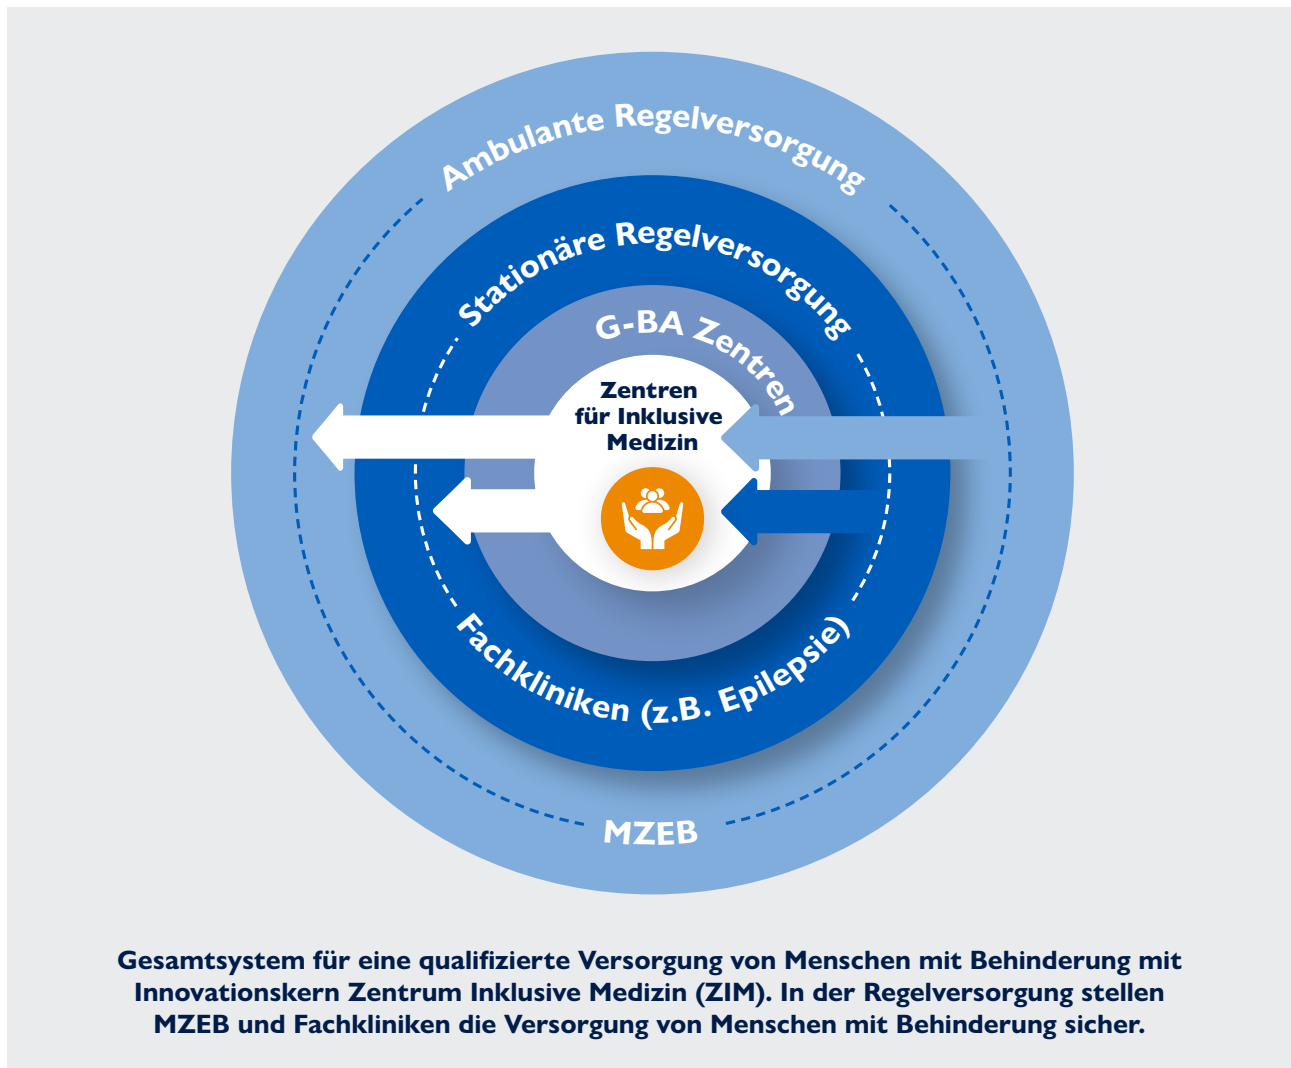 Ambulante Regelversorgung
Stationäre Regelversorgung
G-BA Zentren
Zentren
für Inklusive
Medizin
Fachkliniken (z.B. Epilepsie)
MZEB
Gesamtsystem für eine qualifizierte Versorgung von Menschen mit Behinderung mit
Innovationskern Zentrum Inklusive Medizin (ZIM). In der Regelversorgung stellen
MZEB und Fachkliniken die Versorgung von Menschen mit Behinderung sicher.